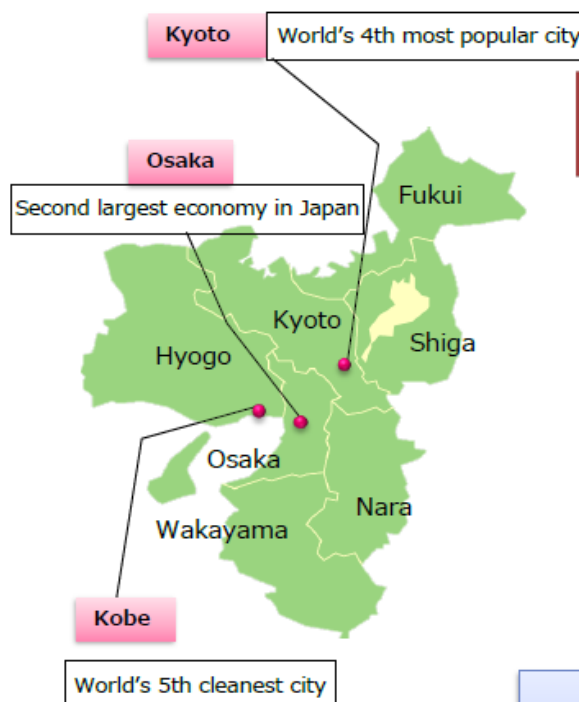 Kyoto
World's 4th most popular city
Osaka
Second largest economy in Japan
Fukui
Kyoto
Shiga
Hyogo
Osaka
Nara
Wakayama
Kobe
World's 5th cleanest city